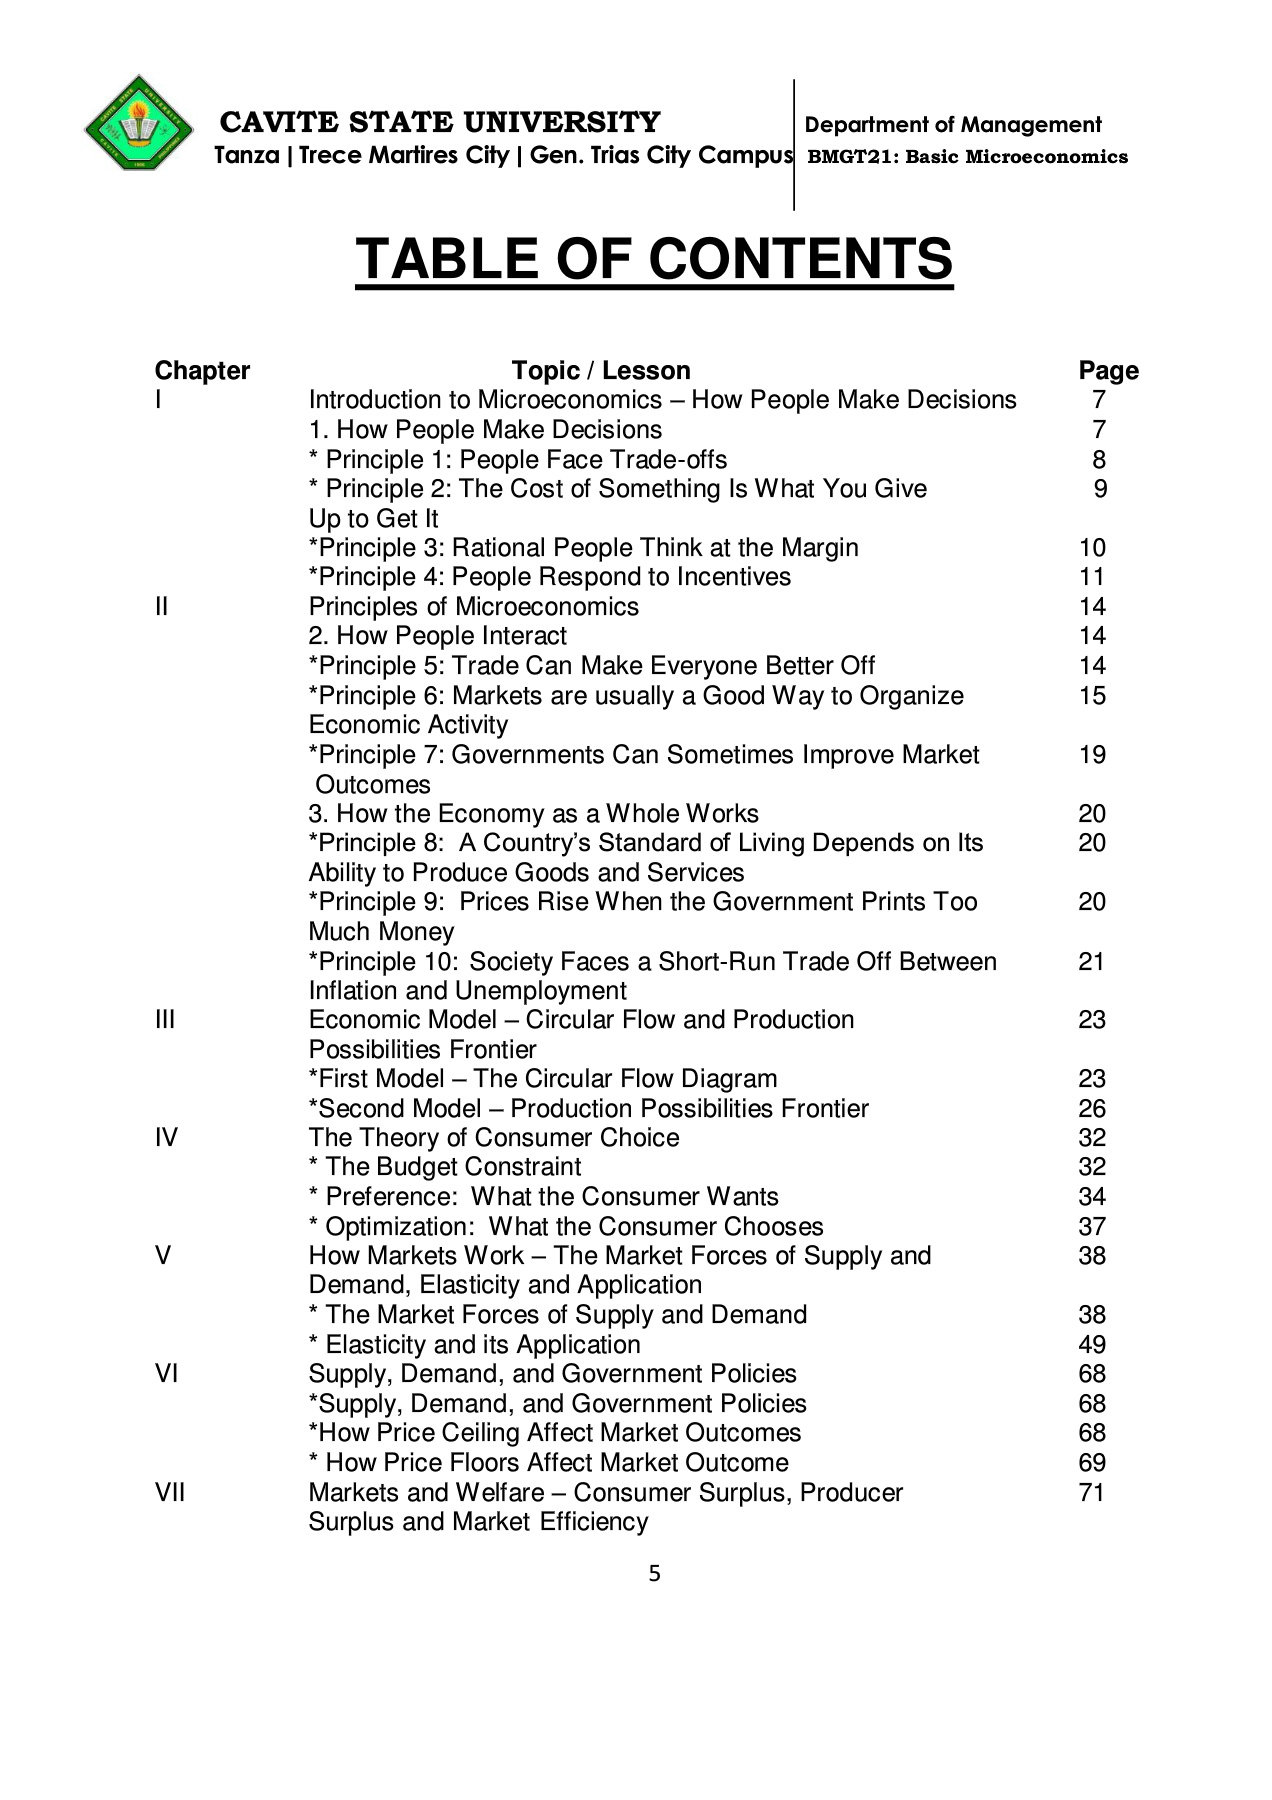 CAVITE STATE UNIVERSITY
Tanza | Trece Martires City | Gen. Trias City Campus
Department of Management
BMGT21: Basic Microeconomics
TABLE OF CONTENTS
Chapter Topic / Lesson Page
I Introduction to Microeconomics – How People Make Decisions 7
1. How People Make Decisions 7
* Principle 1: People Face Trade-offs 8
* Principle 2: The Cost of Something Is What You Give 9
Up to Get It
*Principle 3: Rational People Think at the Margin 10
*Principle 4: People Respond to Incentives 11
II Principles of Microeconomics 14
2. How People Interact 14
*Principle 5: Trade Can Make Everyone Better Off 14
*Principle 6: Markets are usually a Good Way to Organize 15
Economic Activity
*Principle 7: Governments Can Sometimes Improve Market 19
Outcomes
3. How the Economy as a Whole Works 20
*Principle 8: A Country’s Standard of Living Depends on Its 20
Ability to Produce Goods and Services
*Principle 9: Prices Rise When the Government Prints Too 20
Much Money
*Principle 10: Society Faces a Short-Run Trade Off Between 21
Inflation and Unemployment
III Economic Model – Circular Flow and Production 23
Possibilities Frontier
*First Model – The Circular Flow Diagram 23
*Second Model – Production Possibilities Frontier 26
IV The Theory of Consumer Choice 32
* The Budget Constraint 32
* Preference: What the Consumer Wants 34
* Optimization: What the Consumer Chooses 37
V How Markets Work – The Market Forces of Supply and 38
Demand, Elasticity and Application
* The Market Forces of Supply and Demand 38
* Elasticity and its Application 49
VI Supply, Demand, and Government Policies 68
*Supply, Demand, and Government Policies 68
*How Price Ceiling Affect Market Outcomes 68
* How Price Floors Affect Market Outcome 69
VII Markets and Welfare – Consumer Surplus, Producer 71
Surplus and Market Efficiency
5